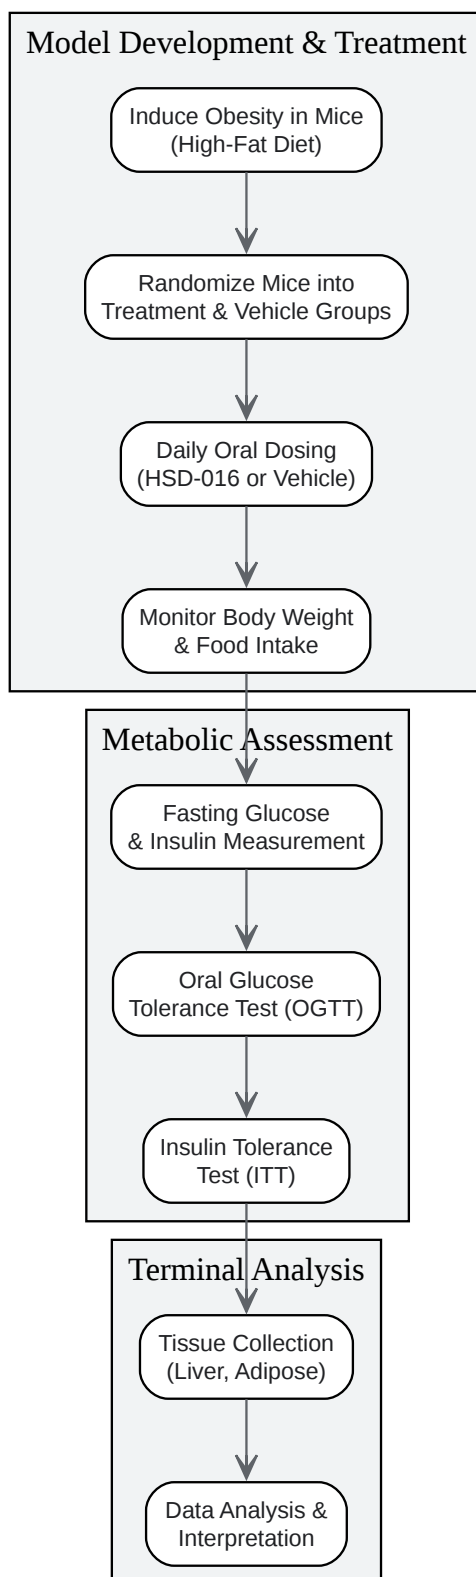 Model Development & Treatment
Induce Obesity in Mice
(High-Fat Diet)
Randomize Mice into
Treatment & Vehicle Groups
Daily Oral Dosing
(HSD-016 or Vehicle)
Monitor Body Weight
& Food Intake
Metabolic Assessment
Fasting Glucose
& Insulin Measurement
Oral Glucose
Tolerance Test (OGTT)
Insulin Tolerance
Test (ITT)
Terminal Analysis
Tissue Collection
(Liver, Adipose)
Data Analysis &
Interpretation